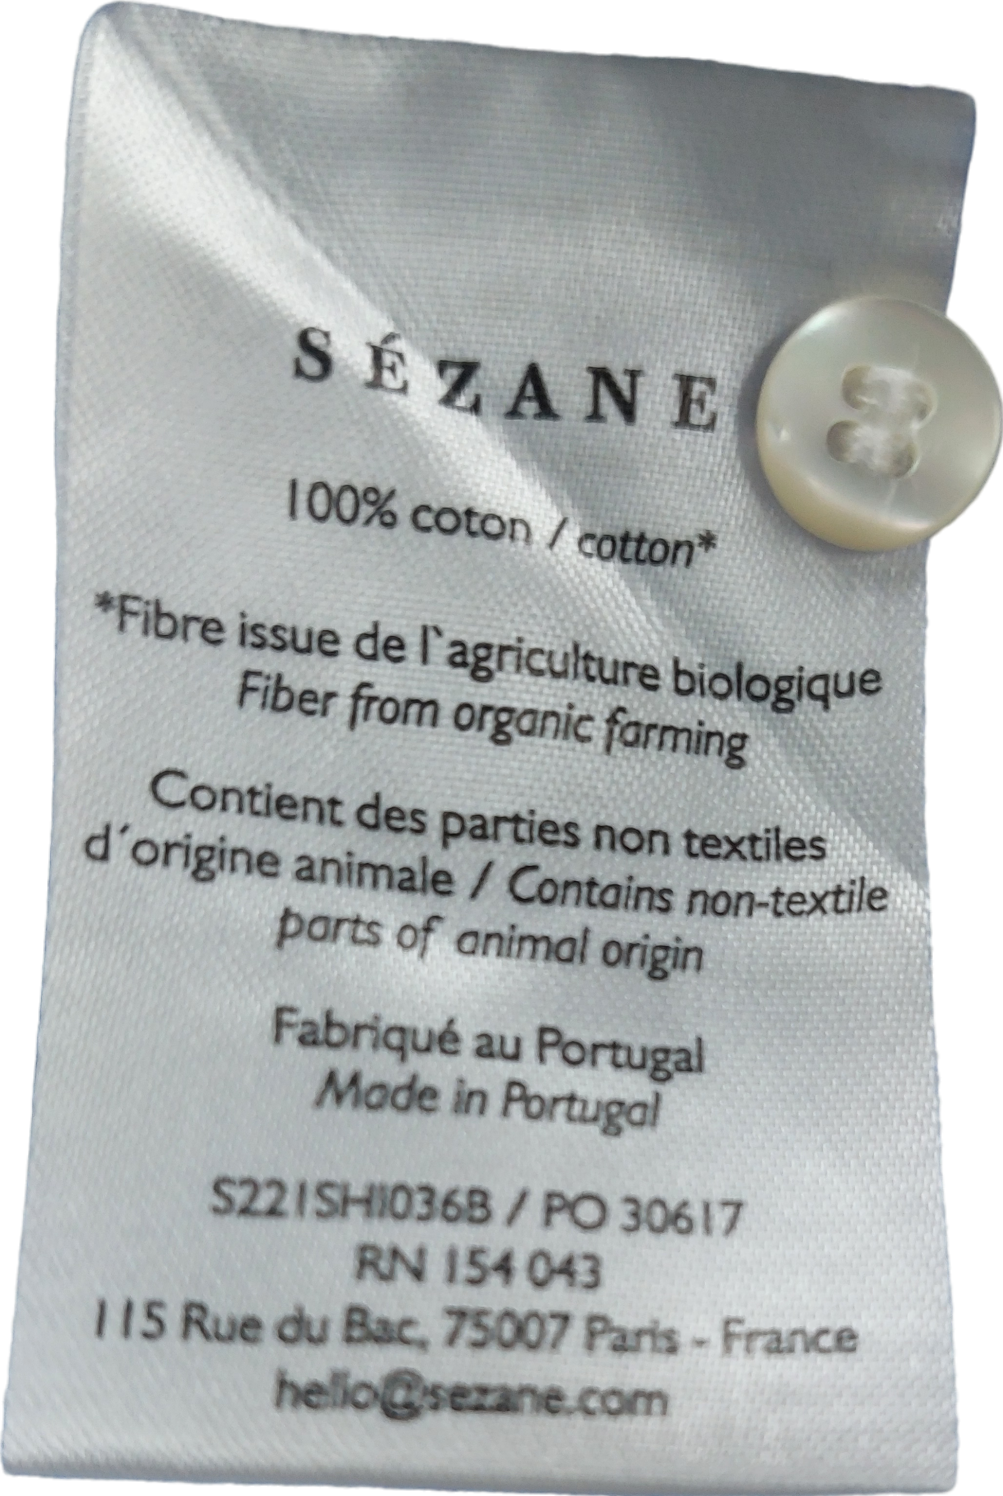 SÉZANE
100% coton / cotton*
*Fibre issue de l`agriculture biologique
Fiber from organic farming
Contient des parties non textiles
d´origine animale / Contains non-textile
parts of animal origin
Fabriqué au Portugal
Made in Portugal
S221SHI036B / PO 30617
RN 154 043
115 Rue du Bac, 75007 Paris - France
hello@sezane.com